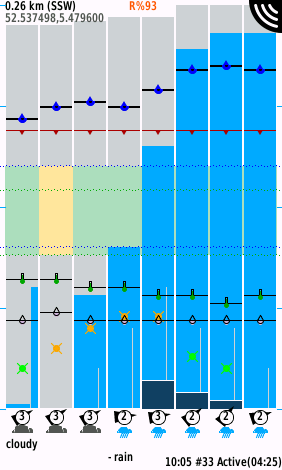 0.26 km (SSW) R%93
52.537498,5.479600
3 3 3 2 3 2 2 2
cloudy
- rain
10:05 #33 Active(04:25)